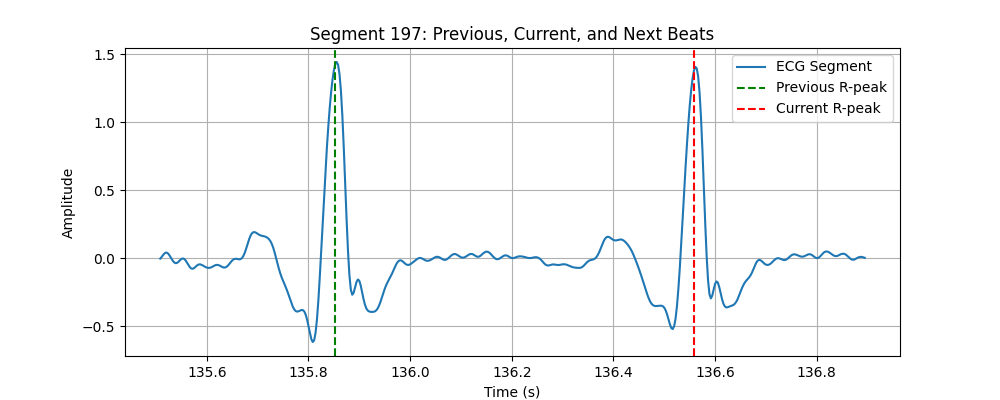 Segment 197: Previous, Current, and Next Beats
ECG Segment
Previous R-peak
Current R-peak
Amplitude
1.5
1.0
0.5
0.0
−0.5
135.6 135.8 136.0 136.2 136.4 136.6 136.8
Time (s)